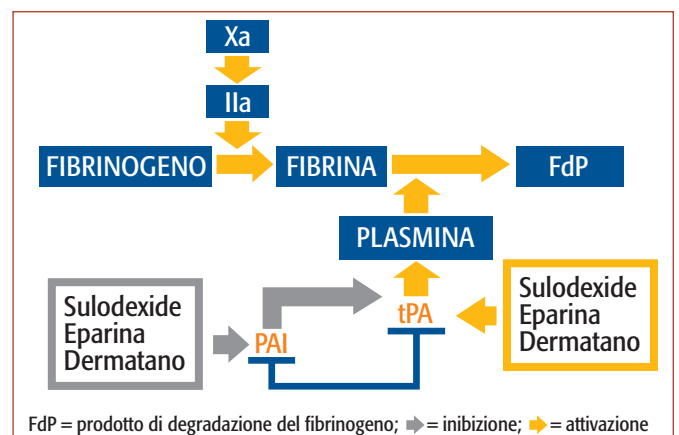 Xa
IIa
FIBRINOGENO
FIBRINA
FdP
PLASMINA
Sulodexide
Eparina
Dermatano
PAI
tPA
Sulodexide
Eparina
Dermatano
FdP = prodotto di degradazione del fibrinogeno; = inibizione; = attivazione